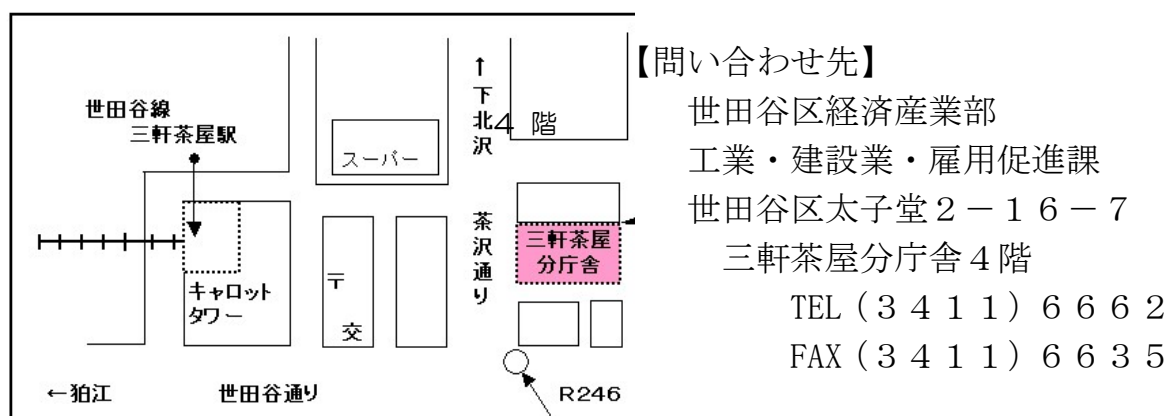 世田谷線
三軒茶屋駅
スーパー
↑下北沢
4 階
茶沢通り
三軒茶屋
分庁舎
キャロット
タワー
〒
交
←狛江
世田谷通り
R246
【問い合わせ先】
世田谷区経済産業部
工業・建設業・雇用促進課
世田谷区太子堂２－１６－７
三軒茶屋分庁舎４階
TEL(３４１１)６６６２
FAX(３４１１)６６３５